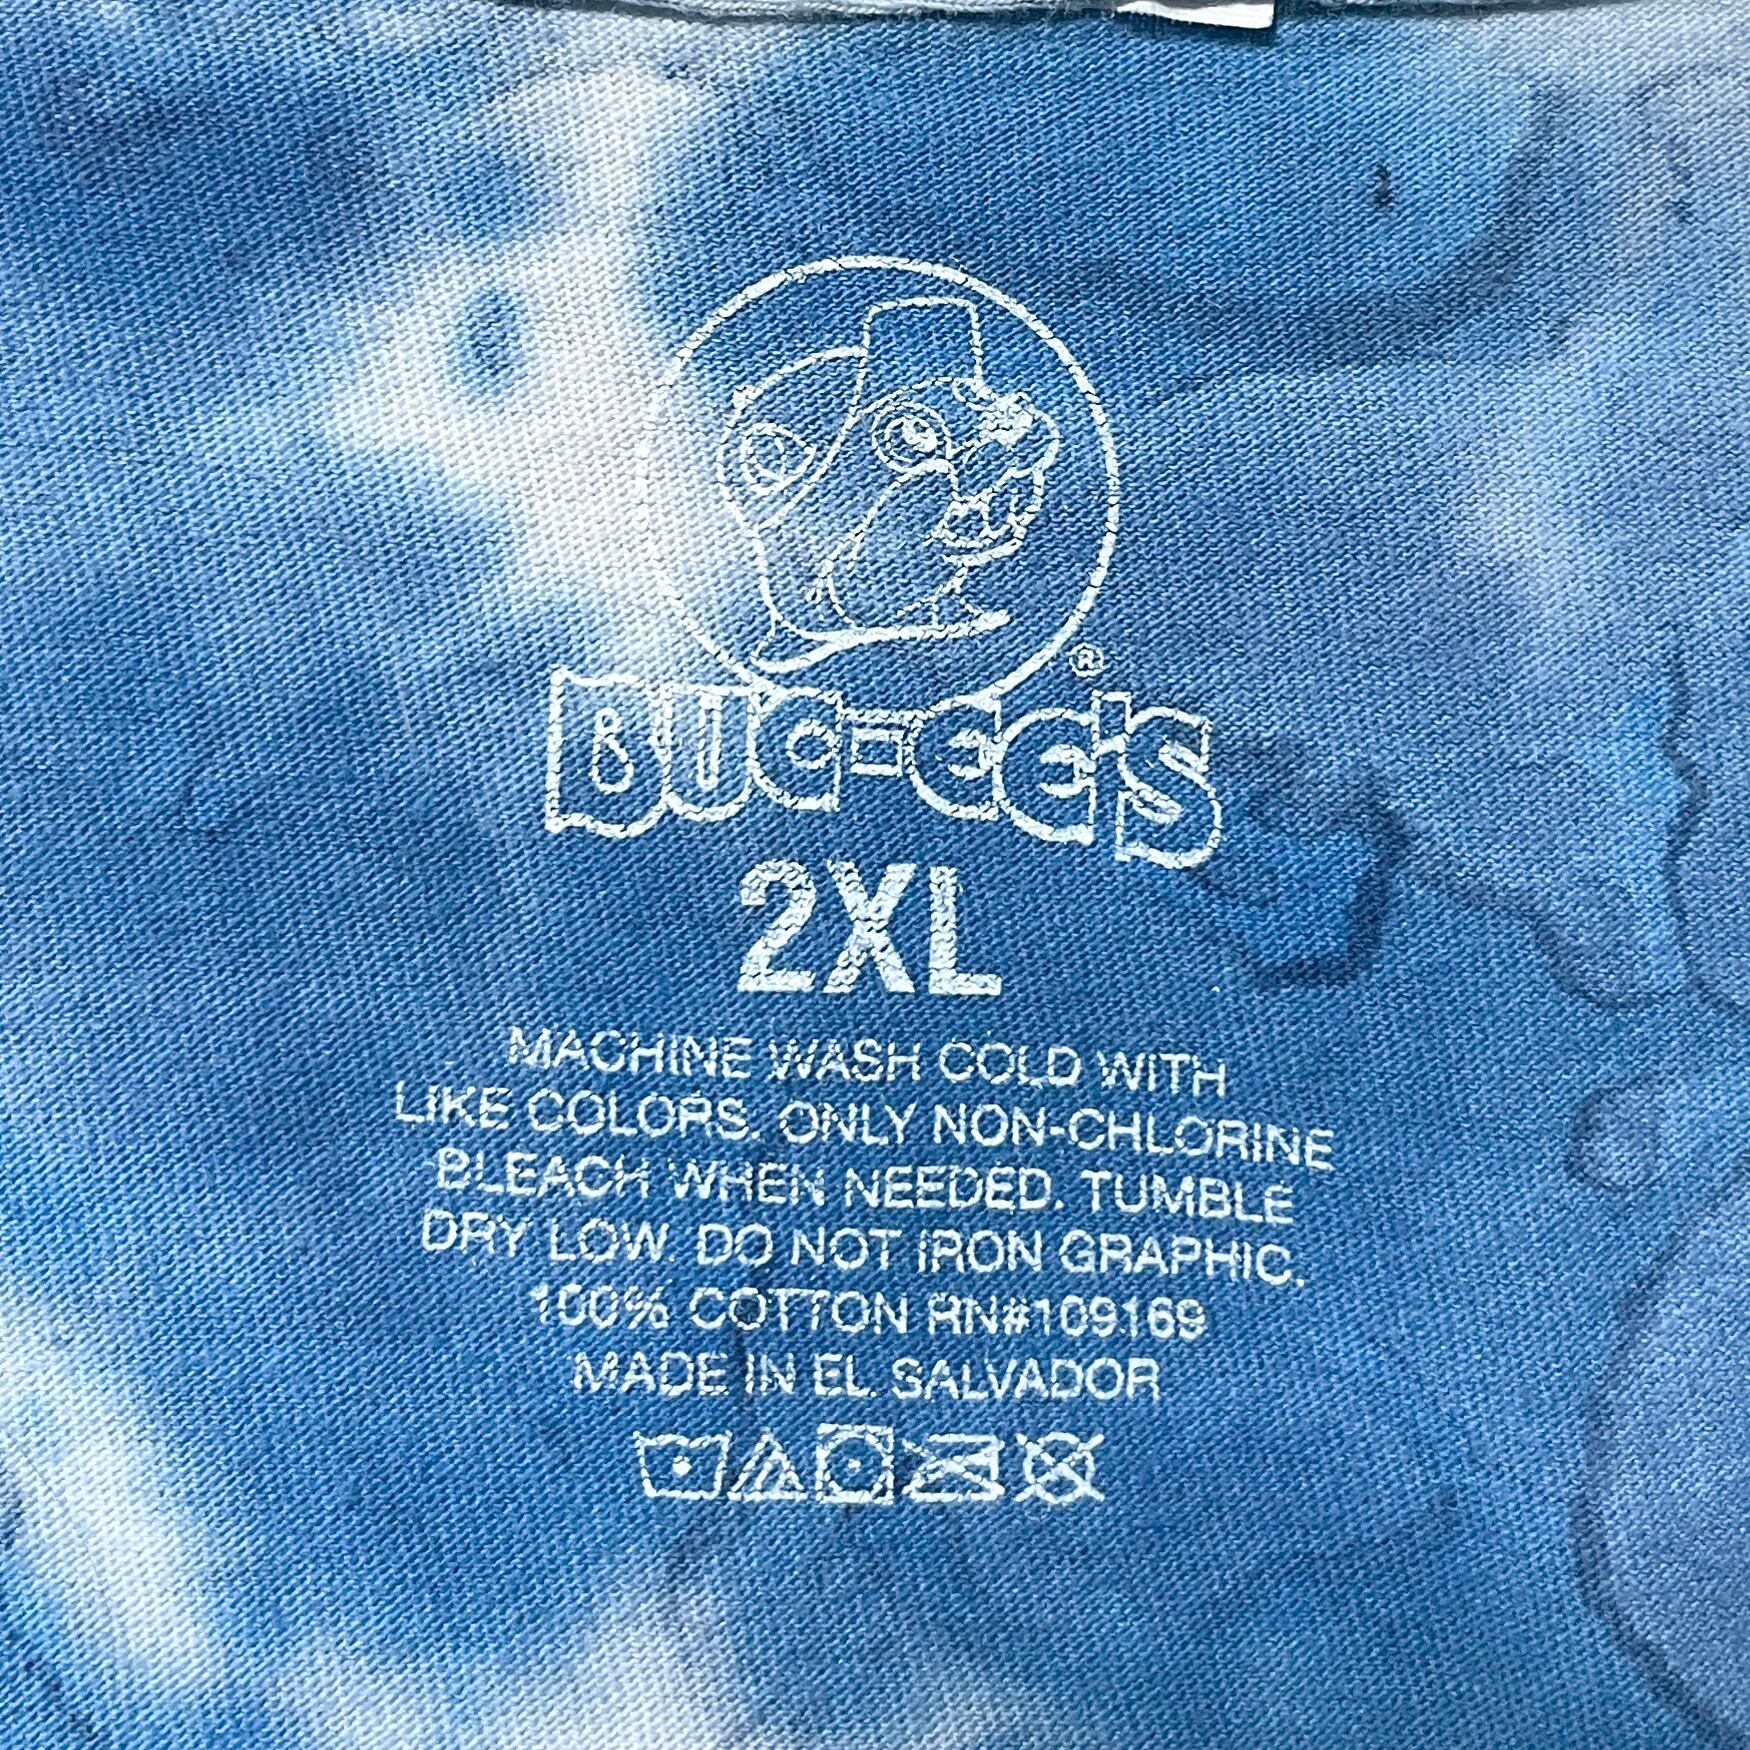 ®
BUC-EE'S
2XL
MACHINE WASH COLD WITH
LIKE COLORS. ONLY NON-CHLORINE
BLEACH WHEN NEEDED. TUMBLE
DRY LOW. DO NOT IRON GRAPHIC.
100% COTTON RN#109169
MADE IN EL SALVADOR